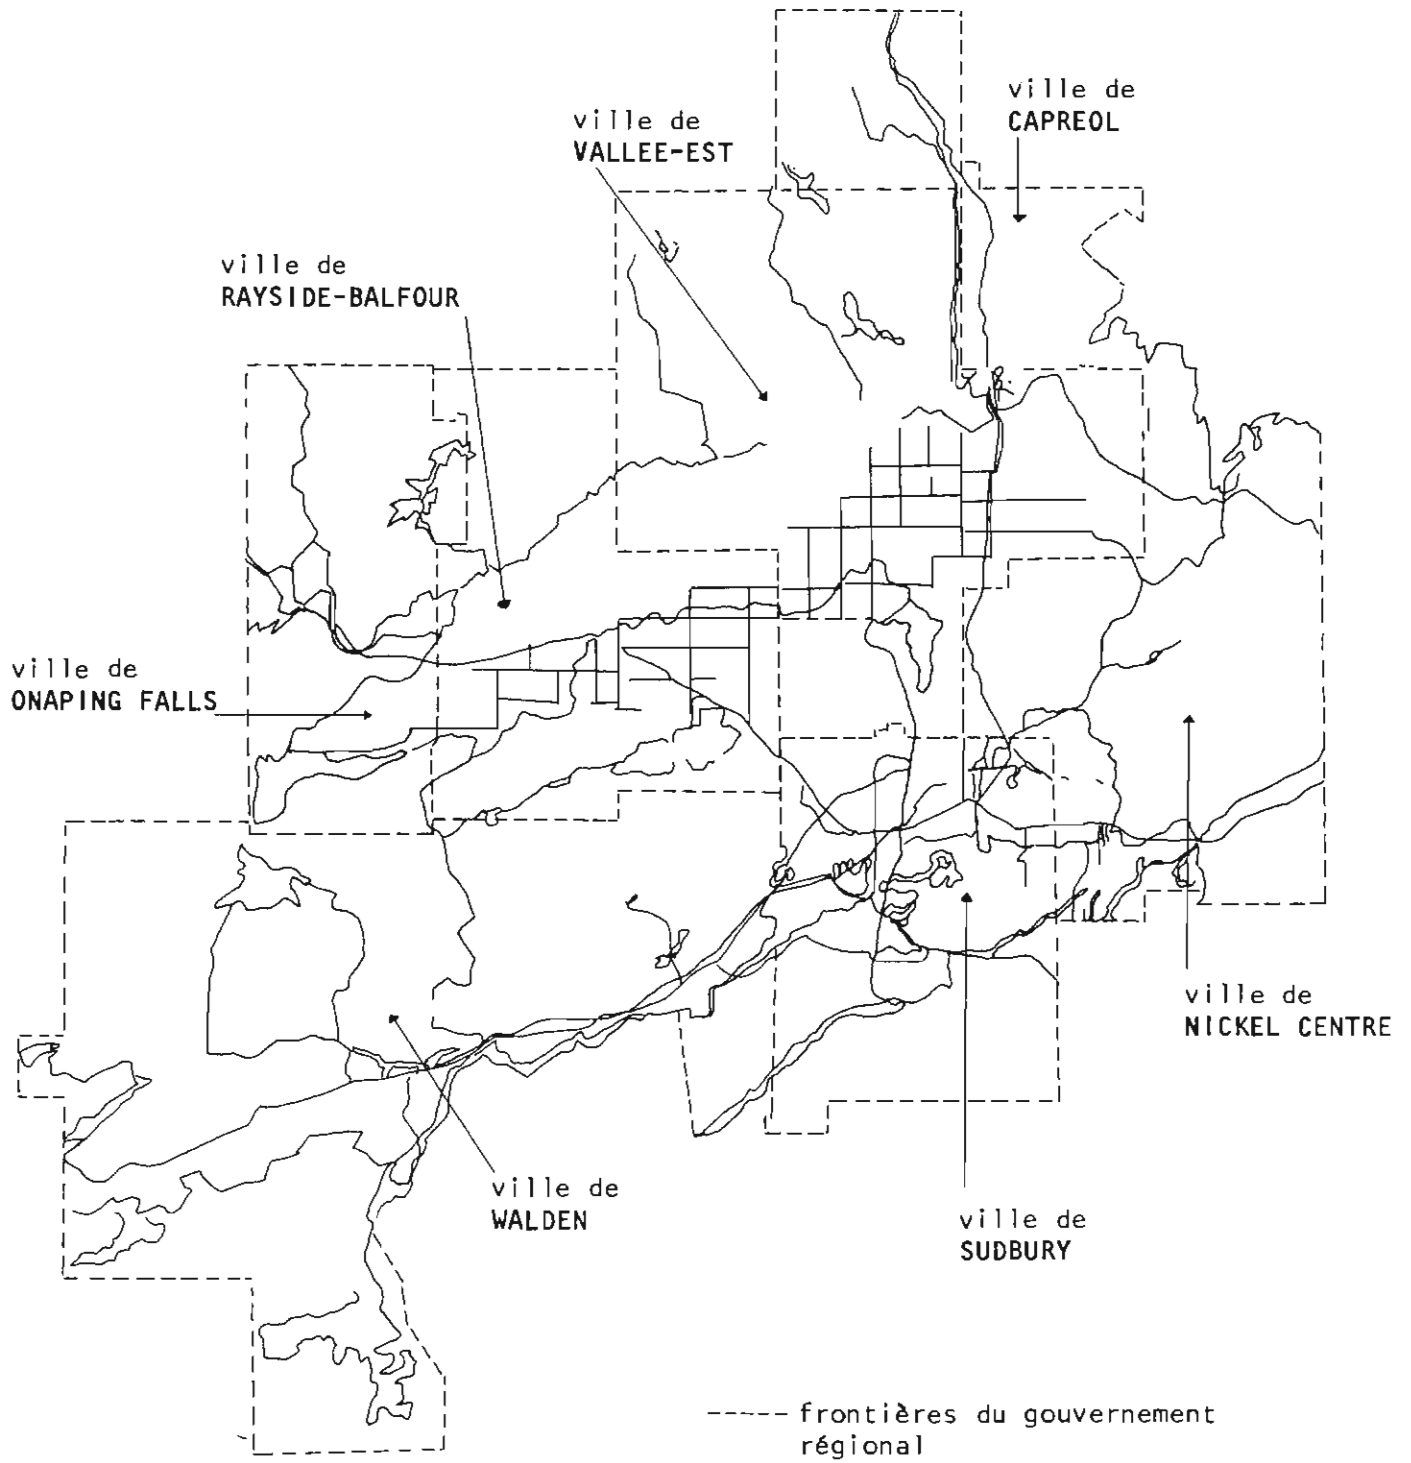 ville de
CAPREOL
ville de
VALLEE-EST
ville de
RAYSIDE-BALFOUR
ville de
ONAPING FALLS
ville de
NICKEL CENTRE
ville de
WALDEN
ville de
SUDBURY
frontières du gouvernement
régional